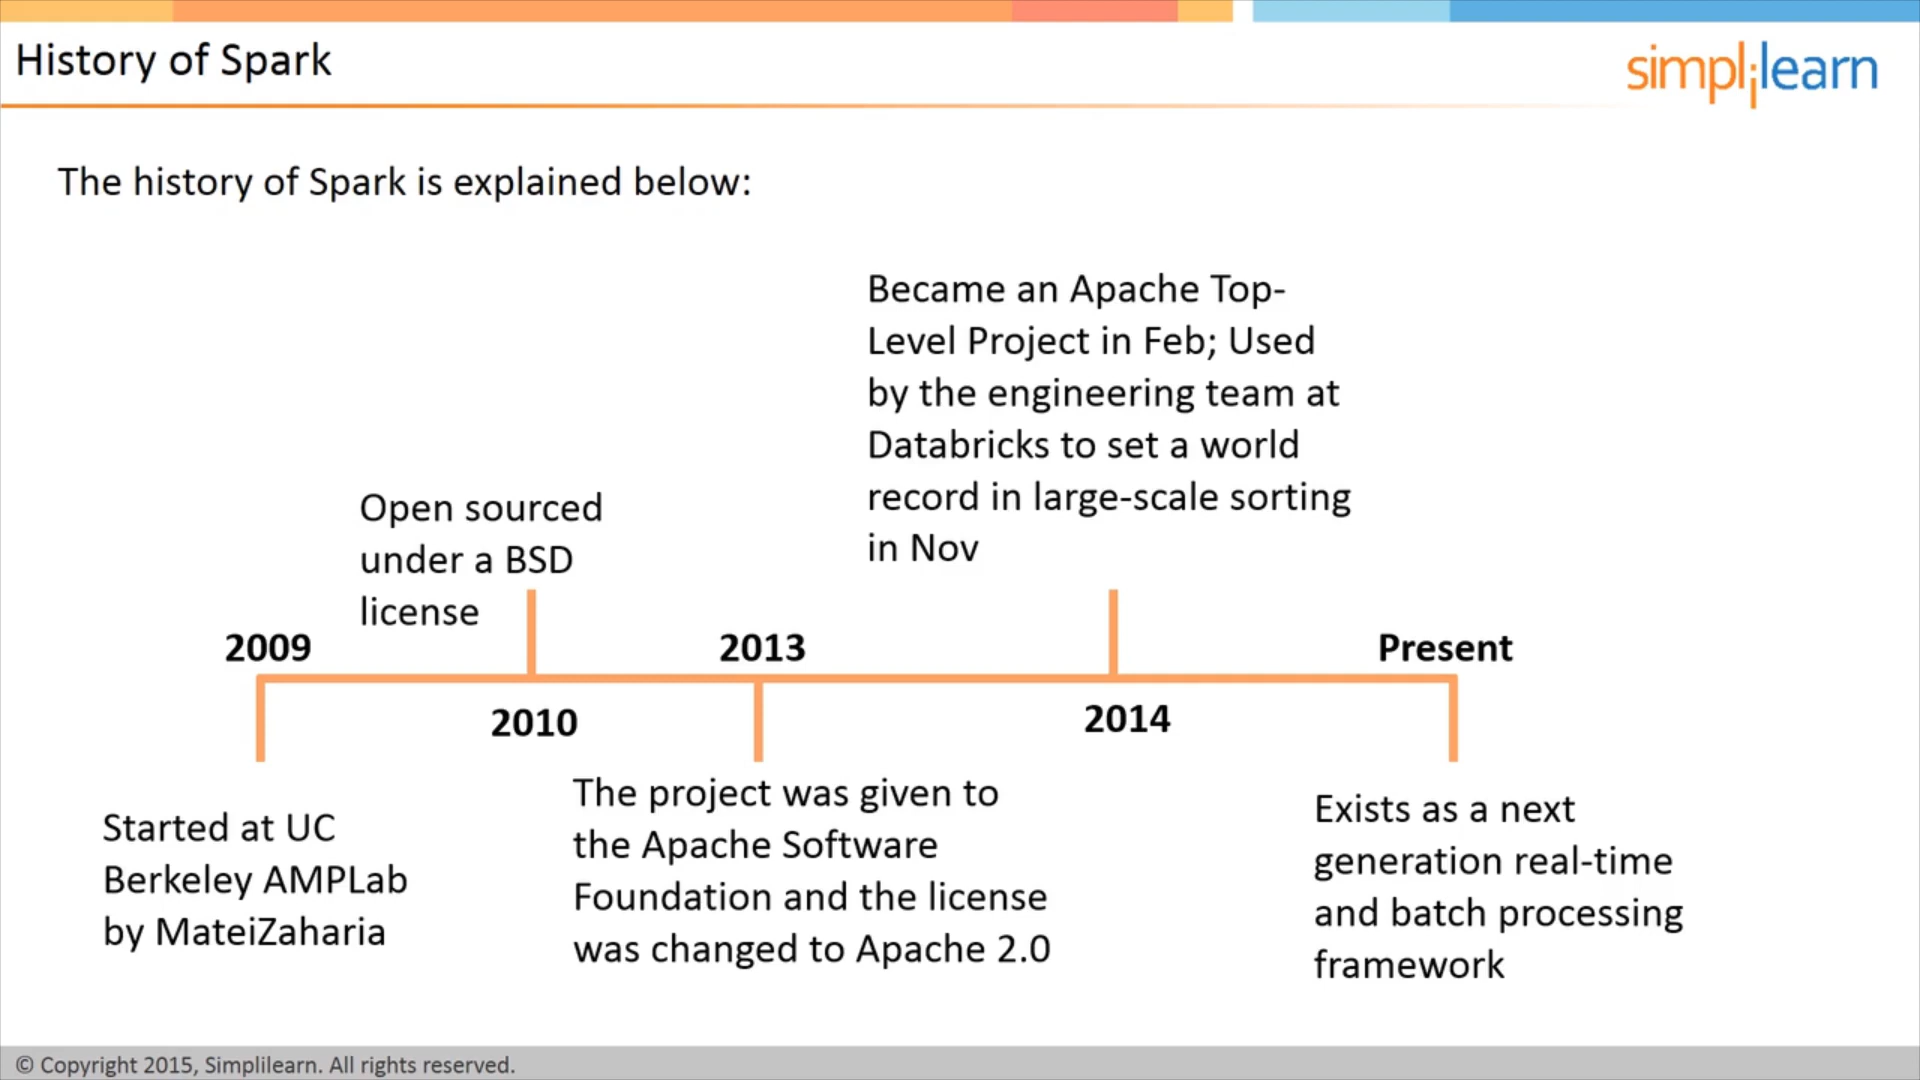 History of Spark
simplilearn
The history of Spark is explained below:
Became an Apache Top-
Level Project in Feb; Used
by the engineering team at
Databricks to set a world
record in large-scale sorting
in Nov
Open sourced
under a BSD
license
2009
2013
Present
2010
2014
Started at UC
Berkeley AMPLab
by MateiZaharia
The project was given to
the Apache Software
Foundation and the license
was changed to Apache 2.0
Exists as a next
generation real-time
and batch processing
framework
© Copyright 2015, Simplilearn. All rights reserved.